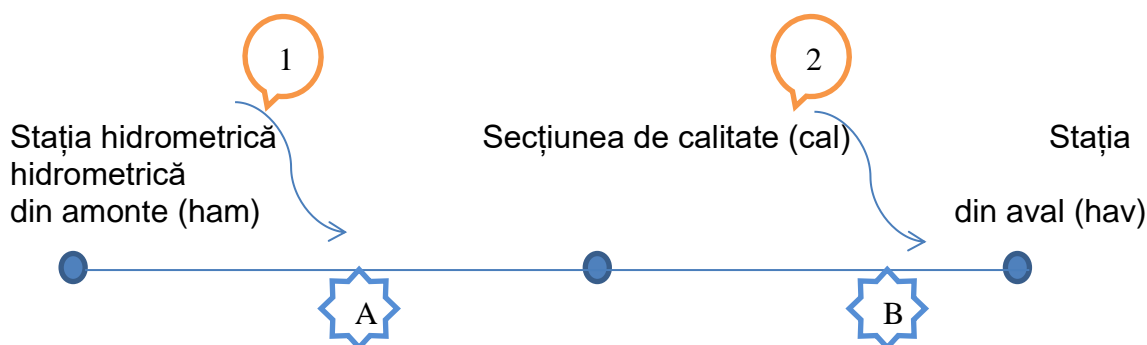 1 2
Stația hidrometrică Secțiunea de calitate (cal) Stația
hidrometrică
din amonte (ham) din aval (hav)
A B